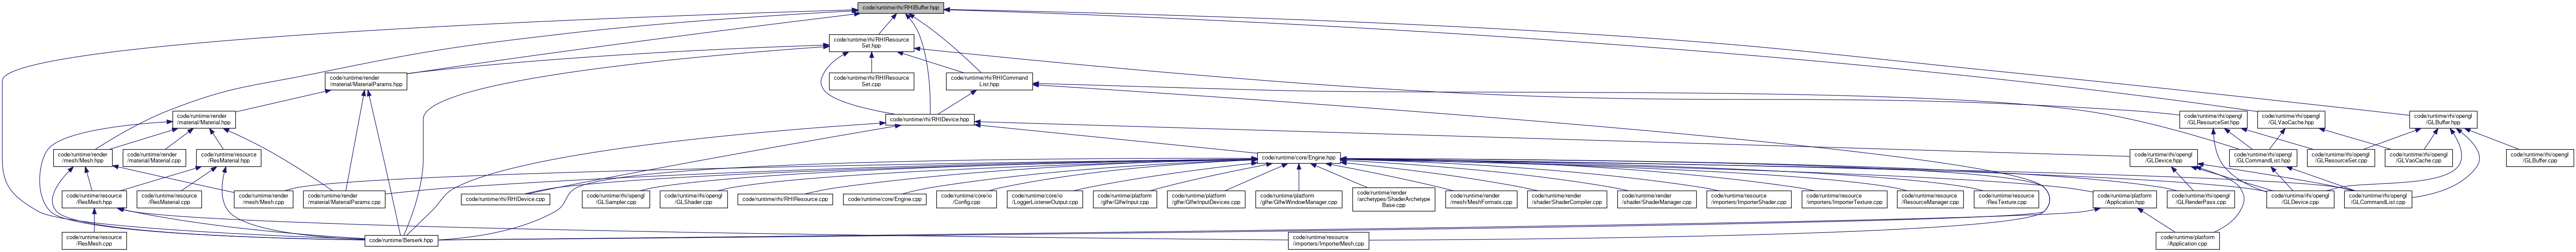 code/runtime/rhi/RHIBuffer.hpp
code/runtime/rhi/RHIResource
Set.hpp
code/runtime/render
/material/MaterialParams.hpp
code/runtime/rhi/RHIResource
Set.cpp
code/runtime/rhi/RHICommand
List.hpp
code/runtime/render
/material/Material.hpp
code/runtime/rhi/RHIDevice.hpp
code/runtime/rhi/opengl
/GLResourceSet.hpp
code/runtime/rhi/opengl
/GLVaoCache.hpp
code/runtime/rhi/opengl
/GLBuffer.hpp
code/runtime/render
/mesh/Mesh.hpp
code/runtime/render
/material/Material.cpp
code/runtime/resource
/ResMaterial.hpp
code/runtime/core/Engine.hpp
code/runtime/rhi/opengl
/GLDevice.hpp
code/runtime/rhi/opengl
/GLCommandList.hpp
code/runtime/rhi/opengl
/GLResourceSet.cpp
code/runtime/rhi/opengl
/GLVaoCache.cpp
code/runtime/rhi/opengl
/GLBuffer.cpp
code/runtime/resource
/ResMesh.hpp
code/runtime/resource
/ResMaterial.cpp
code/runtime/render
/mesh/Mesh.cpp
code/runtime/render
/material/MaterialParams.cpp
code/runtime/rhi/RHIDevice.cpp
code/runtime/rhi/opengl
/GLSampler.cpp
code/runtime/rhi/opengl
/GLShader.cpp
code/runtime/rhi/RHIResource.cpp
code/runtime/core/Engine.cpp
code/runtime/core/io
/Config.cpp
code/runtime/core/io
/LoggerListenerOutput.cpp
code/runtime/platform
/glfw/GlfwInput.cpp
code/runtime/platform
/glfw/GlfwInputDevices.cpp
code/runtime/platform
/glfw/GlfwWindowManager.cpp
code/runtime/render
/archetypes/ShaderArchetype
Base.cpp
code/runtime/render
/mesh/MeshFormats.cpp
code/runtime/render
/shader/ShaderCompiler.cpp
code/runtime/render
/shader/ShaderManager.cpp
code/runtime/resource
/importers/ImporterShader.cpp
code/runtime/resource
/importers/ImporterTexture.cpp
code/runtime/resource
/ResourceManager.cpp
code/runtime/resource
/ResTexture.cpp
code/runtime/platform
/Application.hpp
code/runtime/rhi/opengl
/GLRenderPass.cpp
code/runtime/rhi/opengl
/GLDevice.cpp
code/runtime/rhi/opengl
/GLCommandList.cpp
code/runtime/resource
/ResMesh.cpp
code/runtime/Berserk.hpp
code/runtime/resource
/importers/ImporterMesh.cpp
code/runtime/platform
/Application.cpp